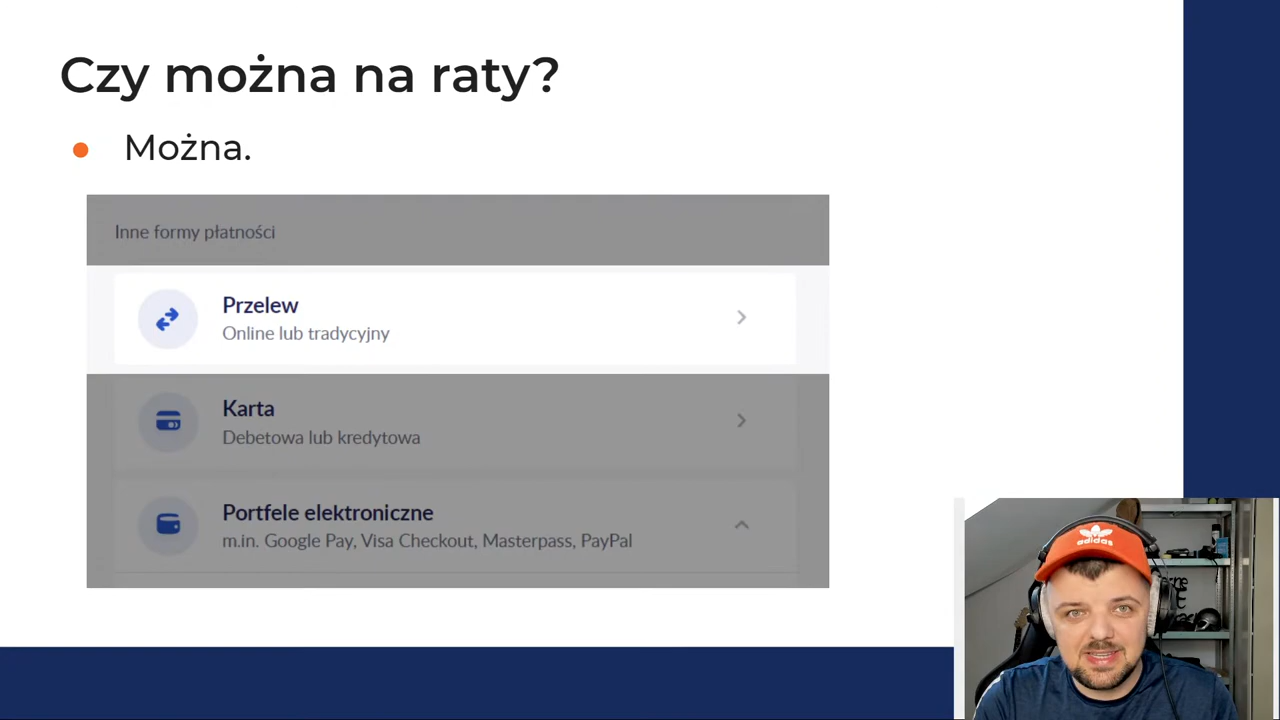 Czy można na raty?
Można.
Inne formy płatności
Przelew
Online lub tradycyjny
Karta
Debetowa lub kredytowa
Portfele elektroniczne
m.in. Google Pay, Visa Checkout, Masterpass, PayPal
adidas